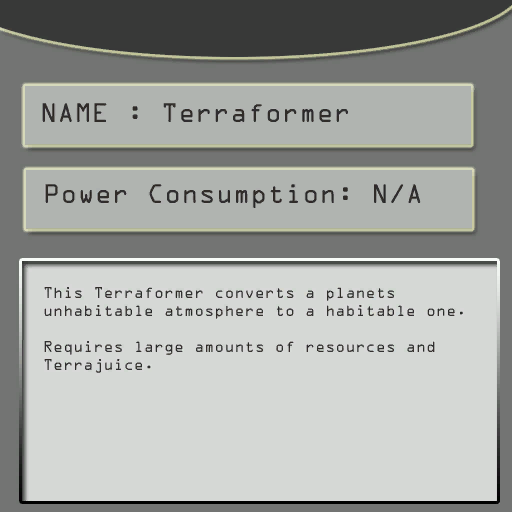 NAME : Terraformer
Power Consumption: N/A
This Terraformer converts a planets
unhabitable atmosphere to a habitable one.
Requires large amounts of resources and
Terrajuice.